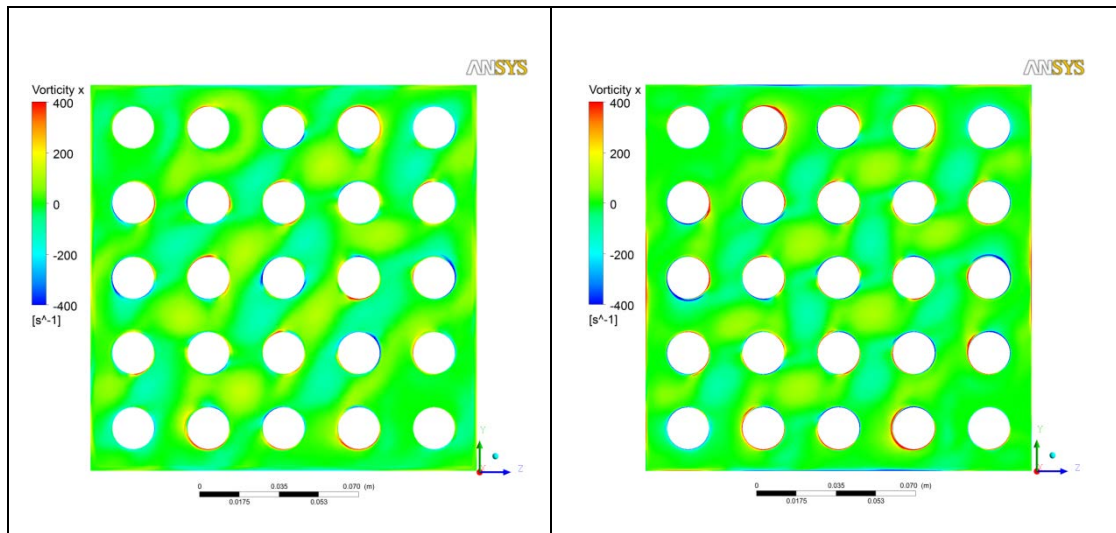 ANSYS
Vorticity x
400
200
0
-200
-400
[s^-1]
Y
X
Z
0 0.035 0.070 (m)
0.0175 0.053
ANSYS
Vorticity x
400
200
0
-200
-400
[s^-1]
Y
X
Z
0 0.035 0.070 (m)
0.0175 0.053